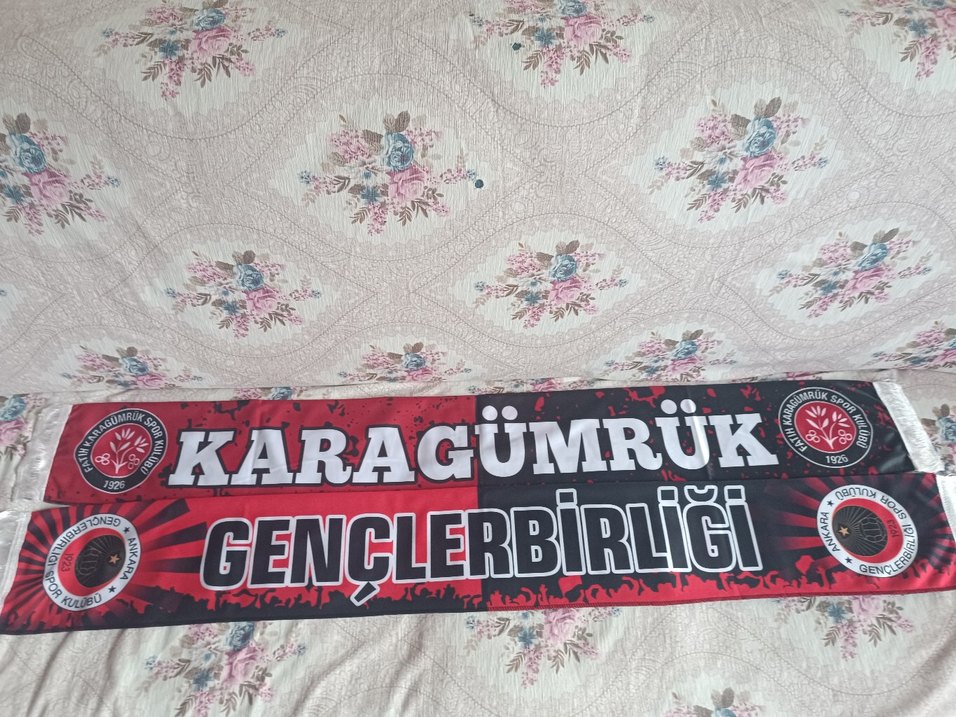 FATİH KARAGÜMRÜK SPOR KULÜBÜ
1926
KARAGÜMRÜK
FATİH KARAGÜMRÜK SPOR KULÜBÜ
1926
ANKARA
GENÇLERBİRLİĞİ SPOR KULÜBÜ
1923
GENÇLERBİRLİĞİ
ANKARA
GENÇLERBİRLİĞİ SPOR KULÜBÜ
1923